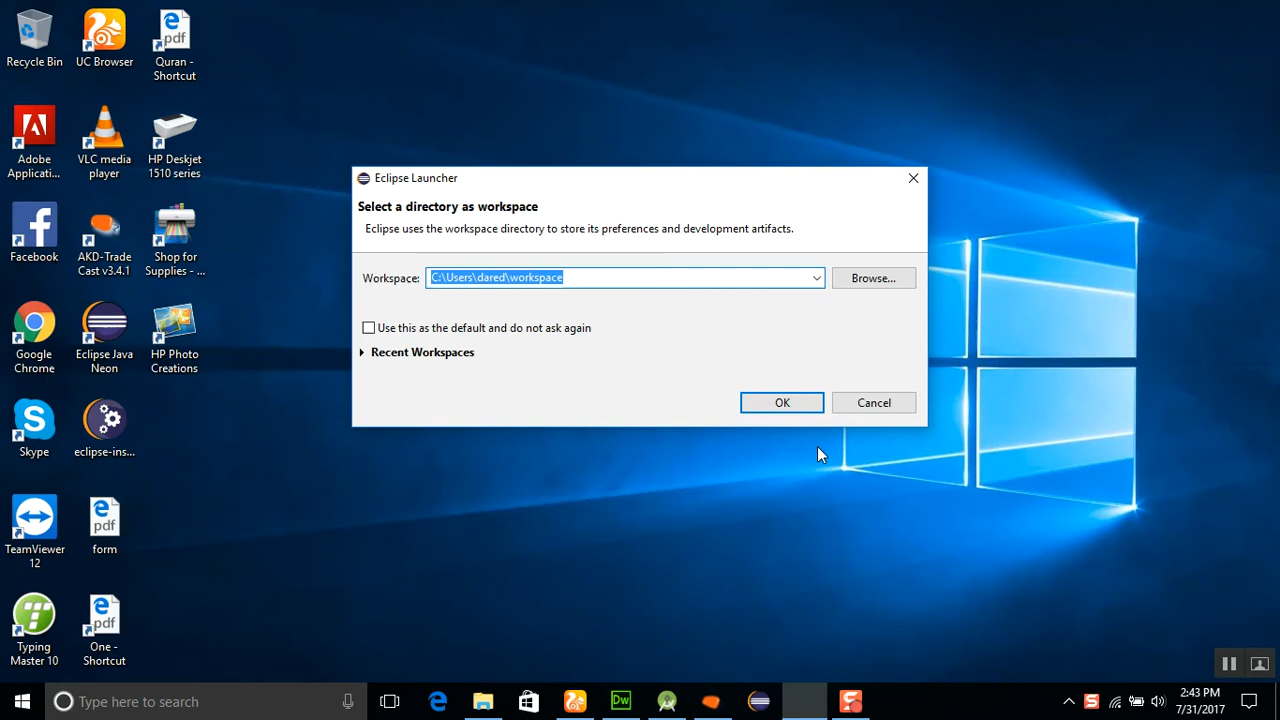 Recycle Bin
UC Browser
Quran -
Shortcut
Adobe
Applicati...
VLC media
player
HP Deskjet
1510 series
Facebook
AKD-Trade
Cast v3.4.1
Shop for
Supplies - ...
Google
Chrome
Eclipse Java
Neon
HP Photo
Creations
Skype
eclipse-ins...
TeamViewer
12
form
Typing
Master 10
One -
Shortcut
pdf
pdf
pdf
Eclipse Launcher
Select a directory as workspace
Eclipse uses the workspace directory to store its preferences and development artifacts.
Workspace:
C:\Users\dared\workspace
Browse...
Use this as the default and do not ask again
Recent Workspaces
OK
Cancel
Type here to search
Dw
2:43 PM
7/31/2017